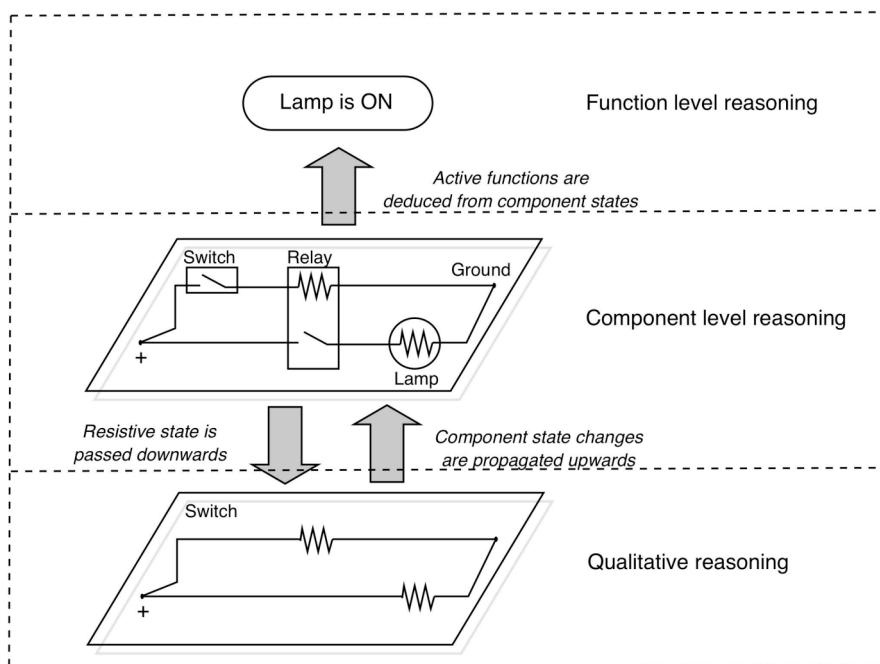 Lamp is ON
Function level reasoning
Active functions are
deduced from component states
Switch
Relay
Ground
Component level reasoning
+
Lamp
Resistive state is
passed downwards
Component state changes
are propagated upwards
Switch
Qualitative reasoning
+